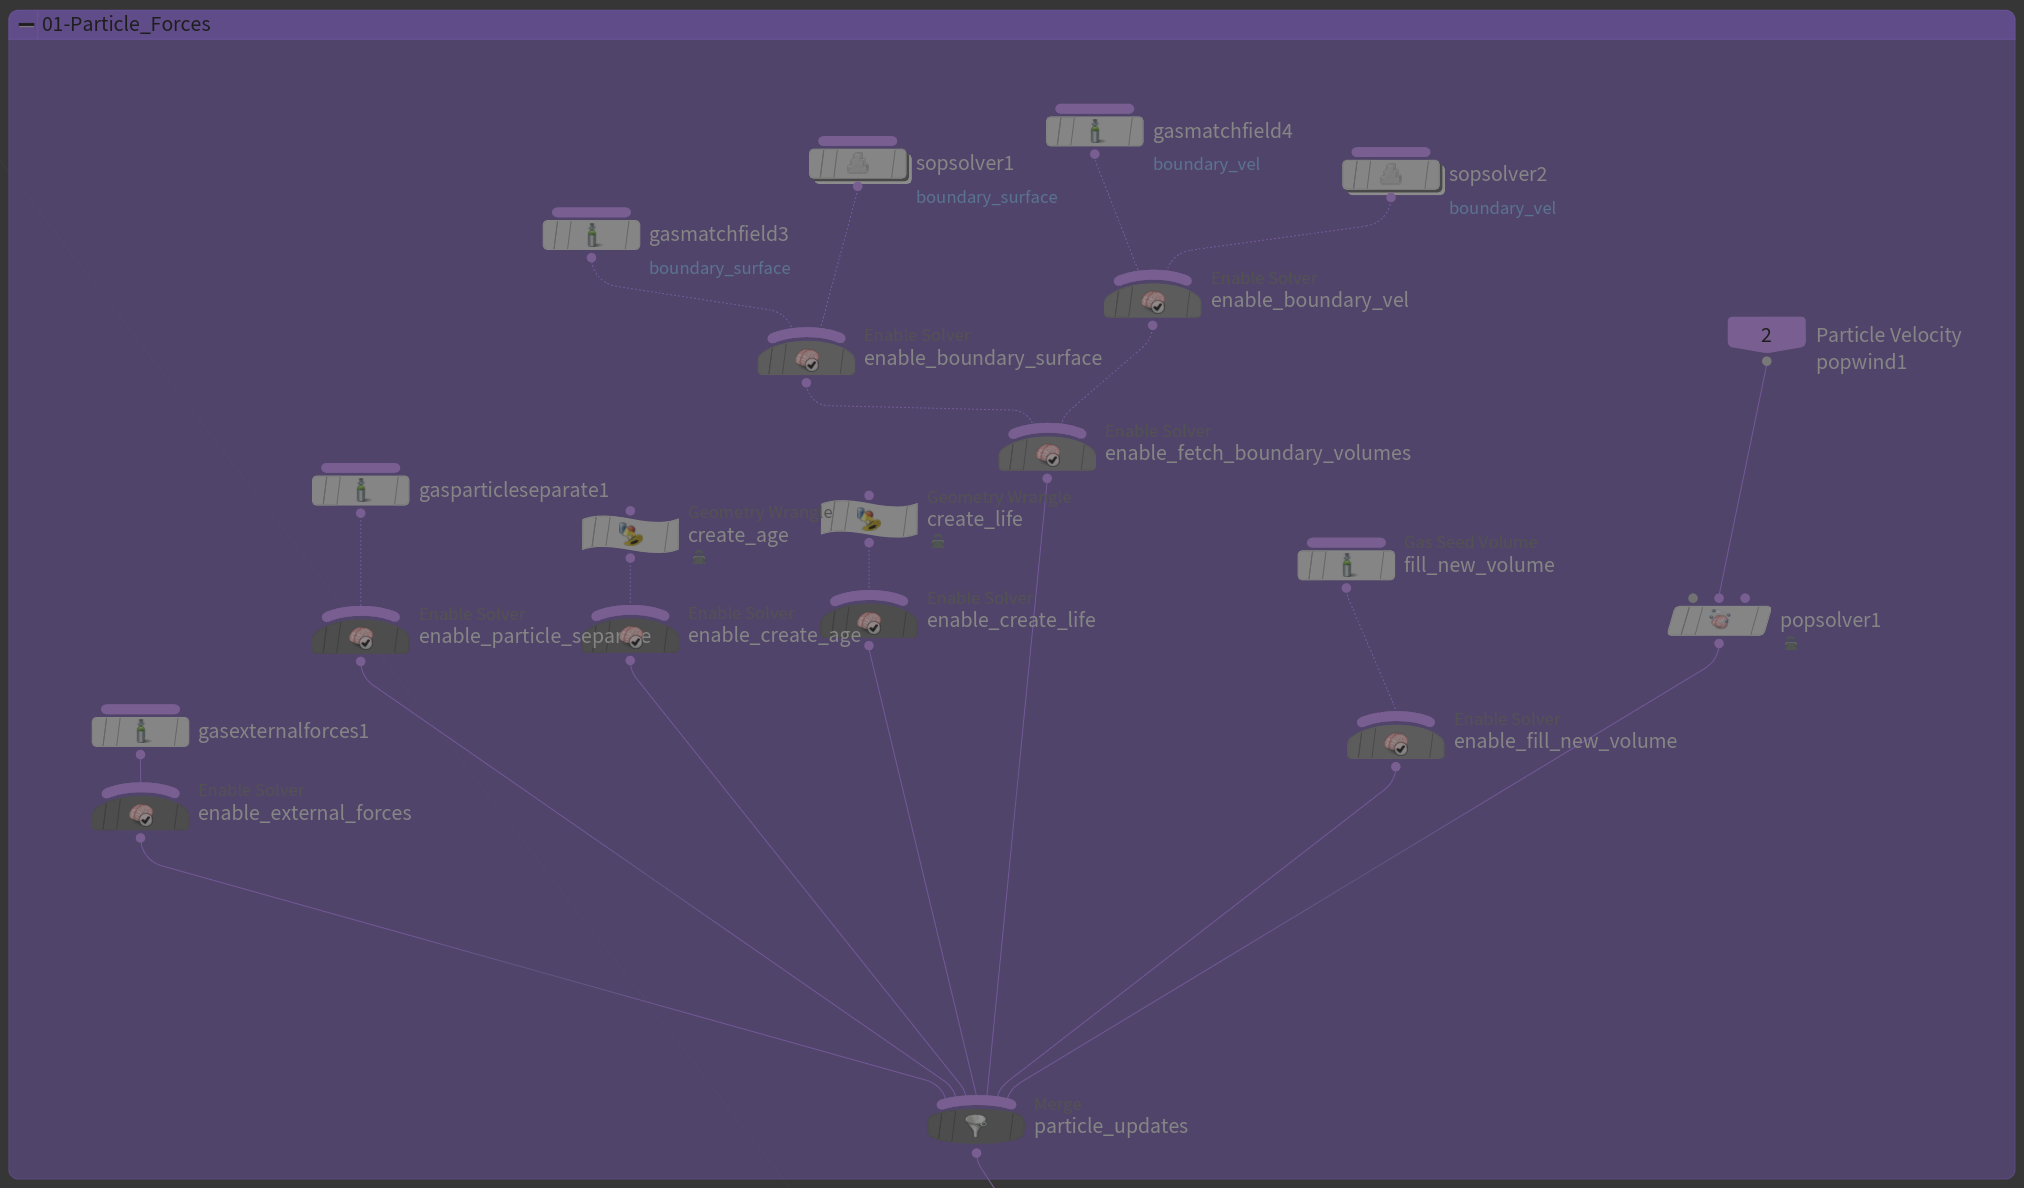 01-Particle_Forces
gasmatchfield4
boundary_vel
sopsolver1
boundary_surface
sopsolver2
boundary_vel
gasmatchfield3
boundary_surface
Enable Solver
enable_boundary_vel
Enable Solver
enable_boundary_surface
2
Particle Velocity
popwind1
Enable Solver
enable_fetch_boundary_volumes
gasparticleseparate1
Geometry Wrangle
create_age
Geometry Wrangle
create_life
Gas Seed Volume
fill_new_volume
Enable Solver
enable_particle_separate
Enable Solver
enable_create_age
Enable Solver
enable_create_life
popsolver1
gasexternalforces1
Enable Solver
enable_fill_new_volume
Enable Solver
enable_external_forces
Merge
particle_updates